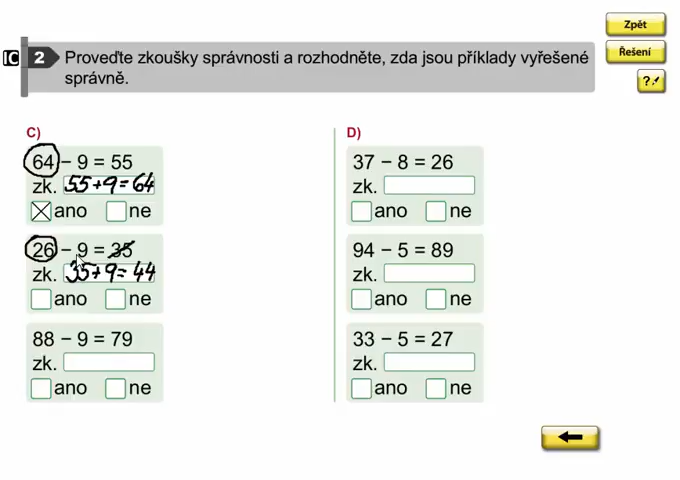 Zpět
Řešení
?
2 Proveďte zkoušky správnosti a rozhodněte, zda jsou příklady vyřešené
správně.
C)
64 − 9 = 55
zk. 55+9=64
ano ne
26 − 9 = 35
zk. 35+9=44
ano ne
88 − 9 = 79
zk.
ano ne
D)
37 − 8 = 26
zk.
ano ne
94 − 5 = 89
zk.
ano ne
33 − 5 = 27
zk.
ano ne